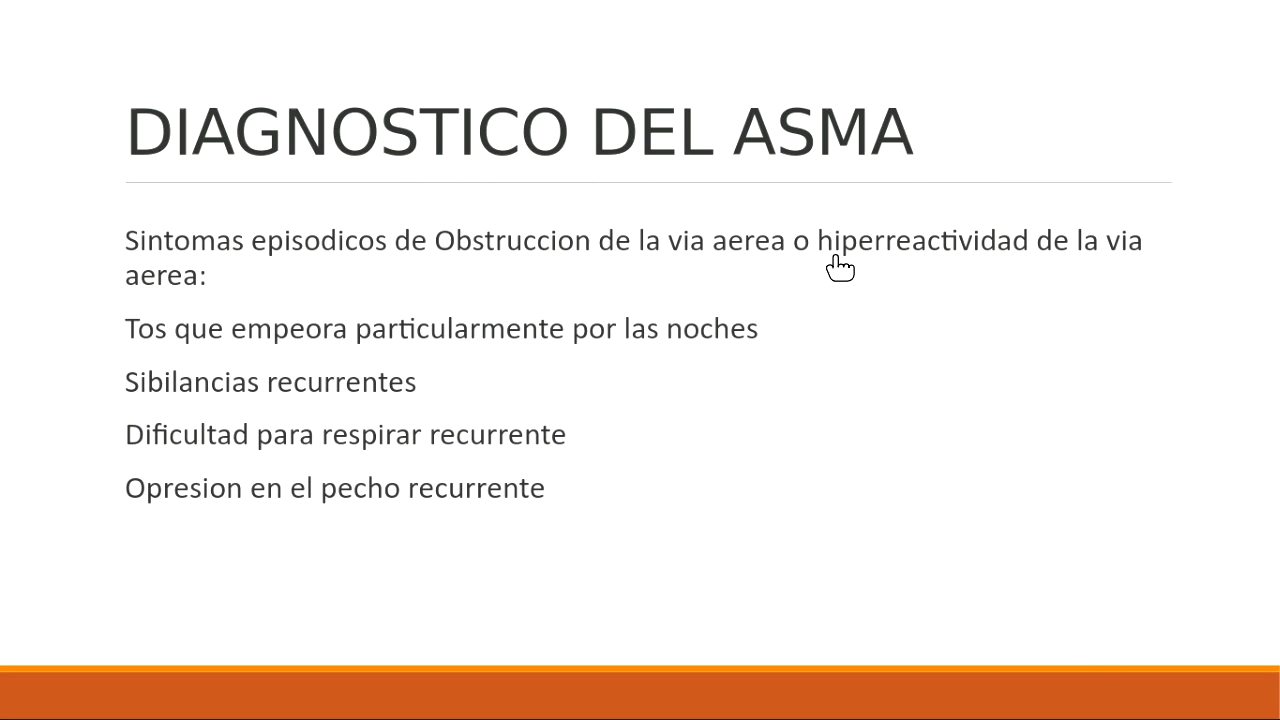 DIAGNOSTICO DEL ASMA
Sintomas episodicos de Obstruccion de la via aerea o hiperreactividad de la via
aerea:
Tos que empeora particularmente por las noches
Sibilancias recurrentes
Dificultad para respirar recurrente
Opresion en el pecho recurrente